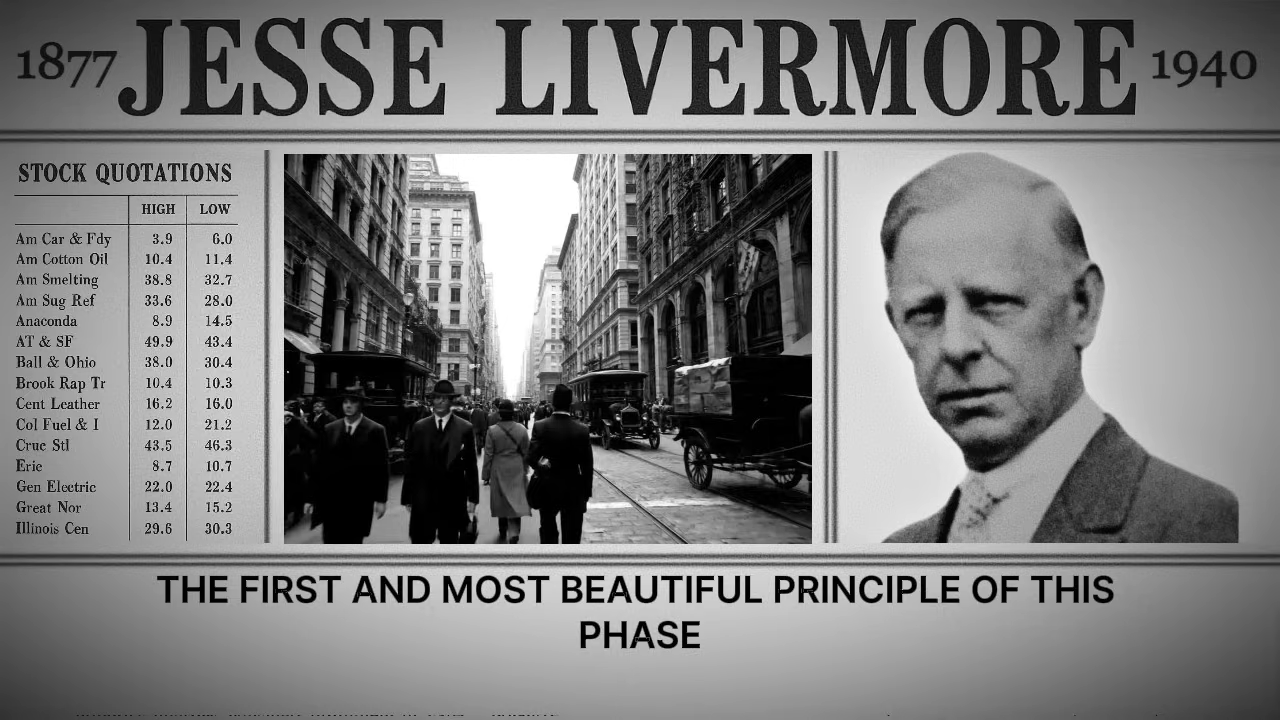 1877 JESSE LIVERMORE 1940
STOCK QUOTATIONS
HIGH LOW
Am Car & Fdy 3.9 6.0
Am Cotton Oil 10.4 11.4
Am Smelting 38.8 32.7
Am Sug Ref 33.6 28.0
Anaconda 8.9 14.5
AT & SF 49.9 43.4
Ball & Ohio 38.0 30.4
Brook Rap Tr 10.4 10.3
Cent Leather 16.2 16.0
Col Fuel & I 12.0 21.2
Cruc Stl 43.5 46.3
Erie 8.7 10.7
Gen Electric 22.0 22.4
Great Nor 13.4 15.2
Illinois Cen 29.6 30.3
THE FIRST AND MOST BEAUTIFUL PRINCIPLE OF THIS
PHASE